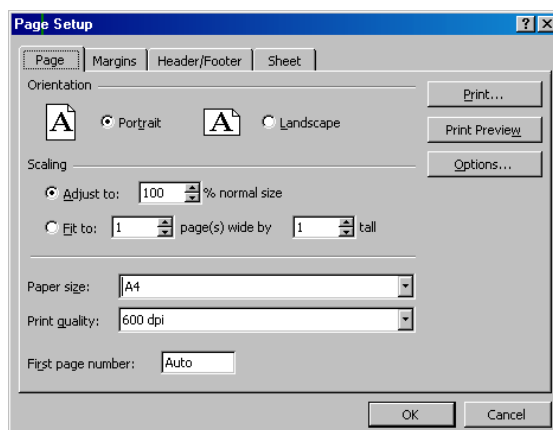 Page Setup
Page Margins Header/Footer Sheet
Orientation
A Portrait A Landscape
Print...
Print Preview
Options...
Scaling
Adjust to: 100 % normal size
Fit to: 1 page(s) wide by 1 tall
Paper size: A4
Print quality: 600 dpi
First page number: Auto
OK Cancel